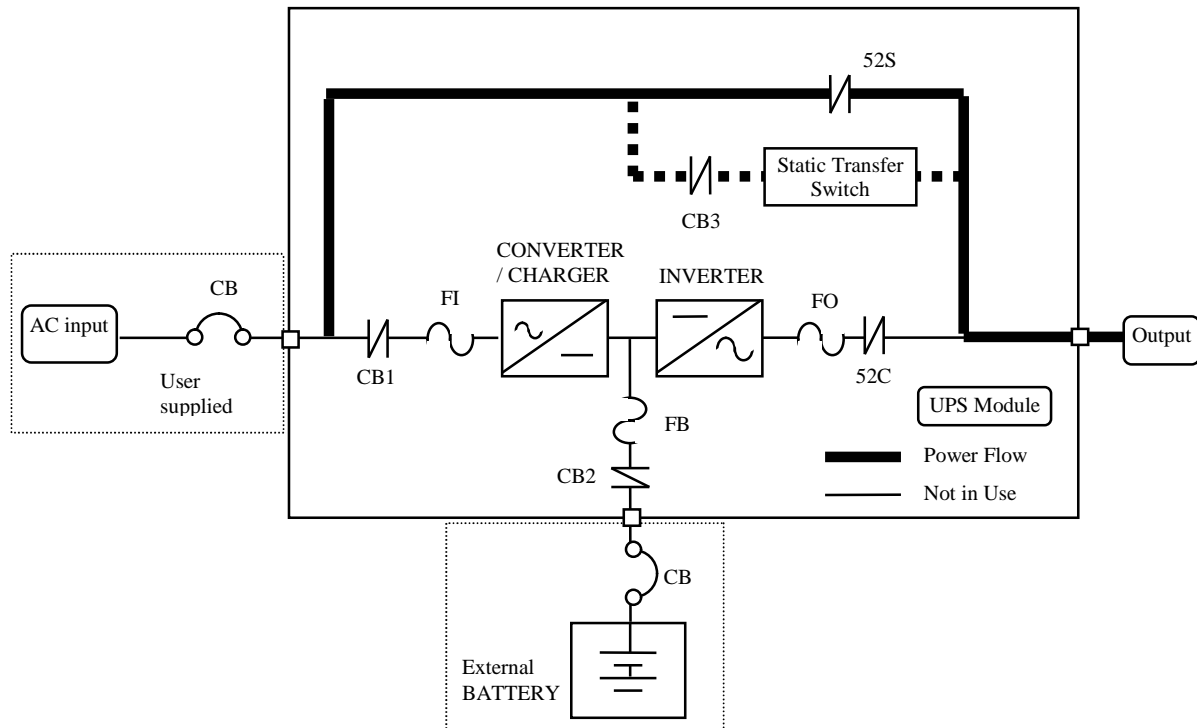 52S
Static Transfer
Switch
CB3
CONVERTER
/ CHARGER
INVERTER
CB
FI
FO
AC input
Output
CB1
52C
User
supplied
UPS Module
FB
Power Flow
CB2
Not in Use
CB
External
BATTERY